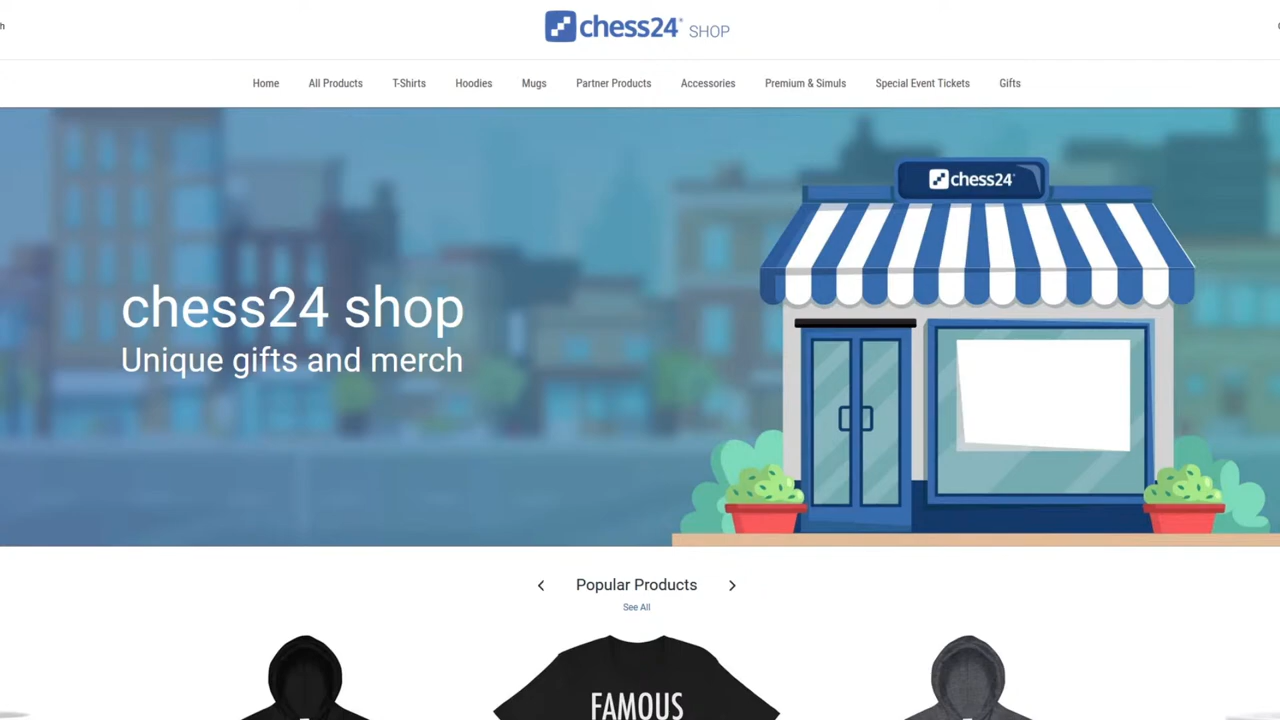 chess24 SHOP
h
Home All Products T-Shirts Hoodies Mugs Partner Products Accessories Premium & Simuls Special Event Tickets Gifts
chess24
chess24 shop
Unique gifts and merch
Popular Products
See All
FAMOUS